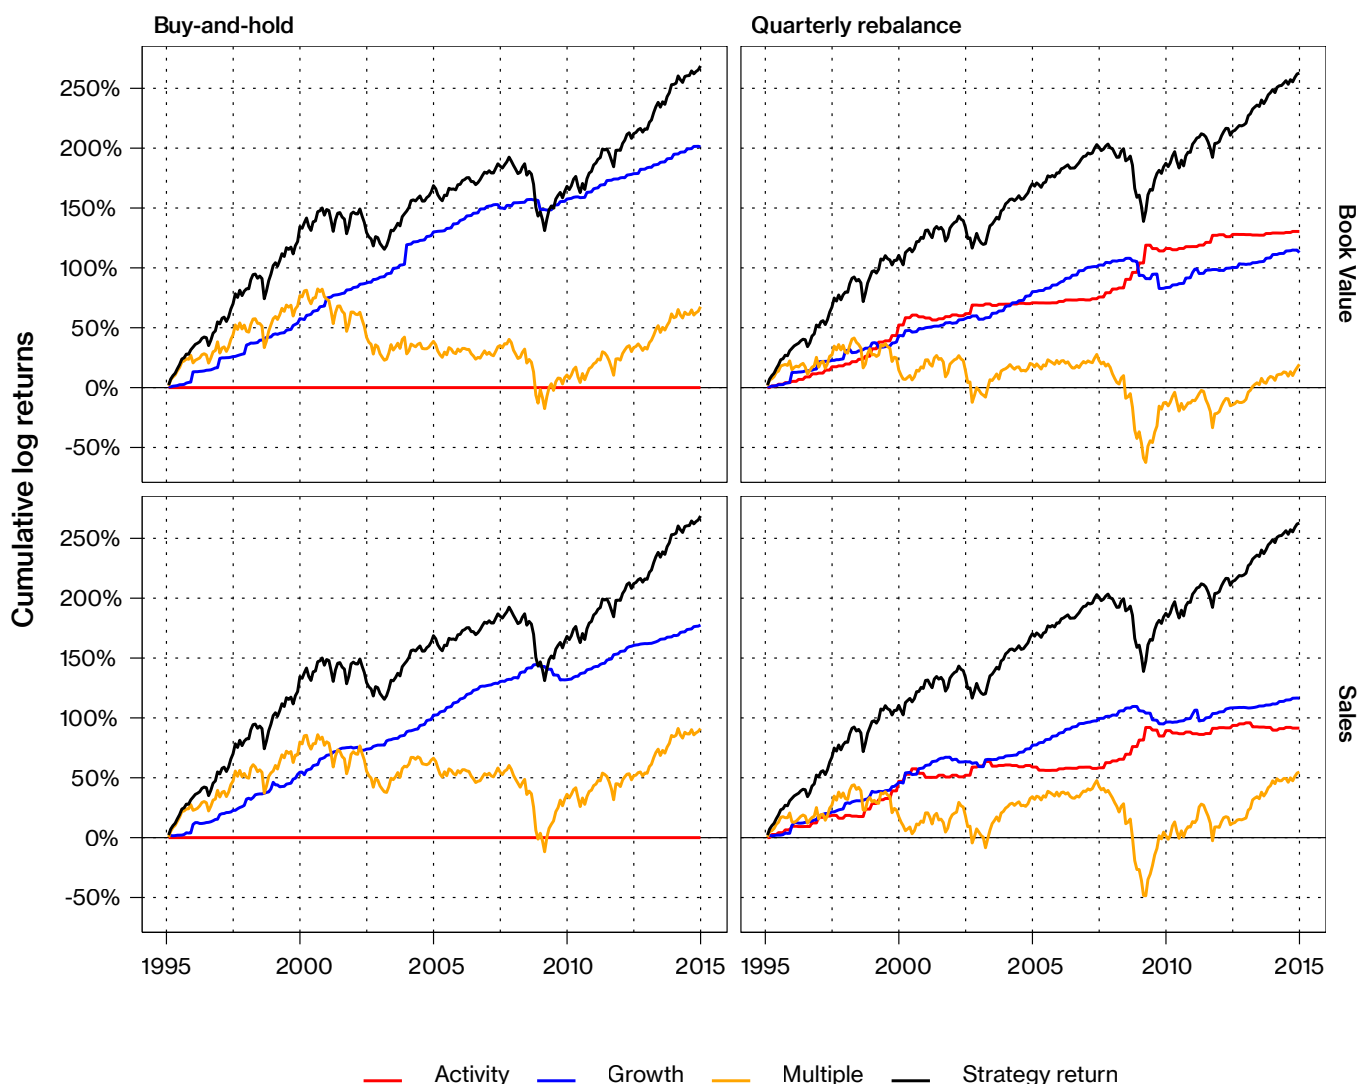 Buy-and-hold
Quarterly rebalance
250%
200%
150%
100%
50%
0%
-50%
Book Value
Cumulative log returns
250%
200%
150%
100%
50%
0%
-50%
Sales
1995 2000 2005 2010 2015
1995 2000 2005 2010 2015
Activity Growth Multiple Strategy return